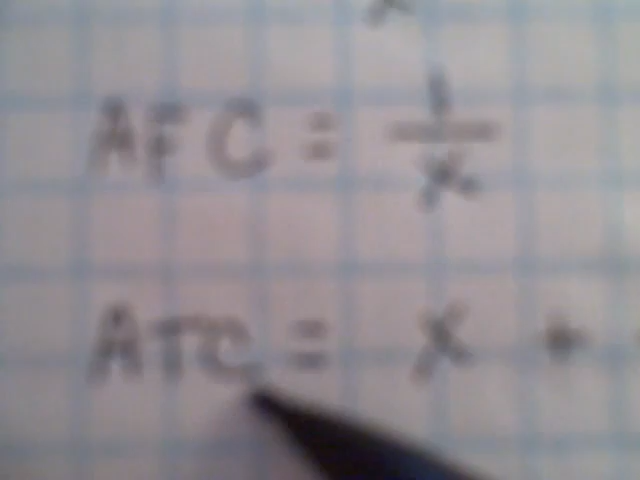 x
AFC = 1/x
ATC = x +